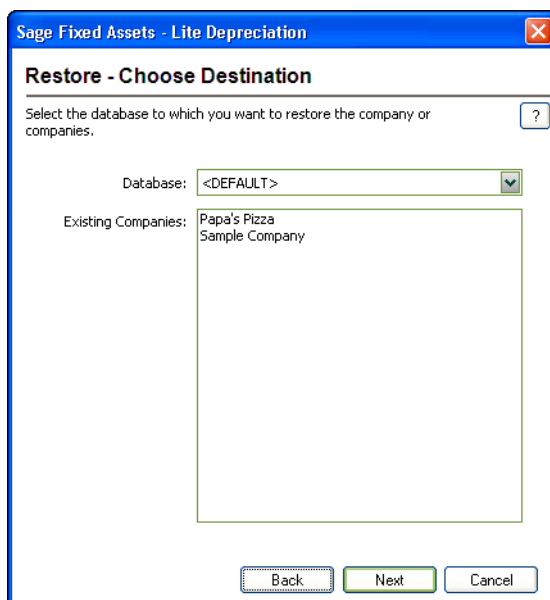 Sage Fixed Assets - Lite Depreciation
Restore - Choose Destination
Select the database to which you want to restore the company or
companies.
?
Database: <DEFAULT>
Existing Companies: Papa's Pizza
Sample Company
Back Next Cancel